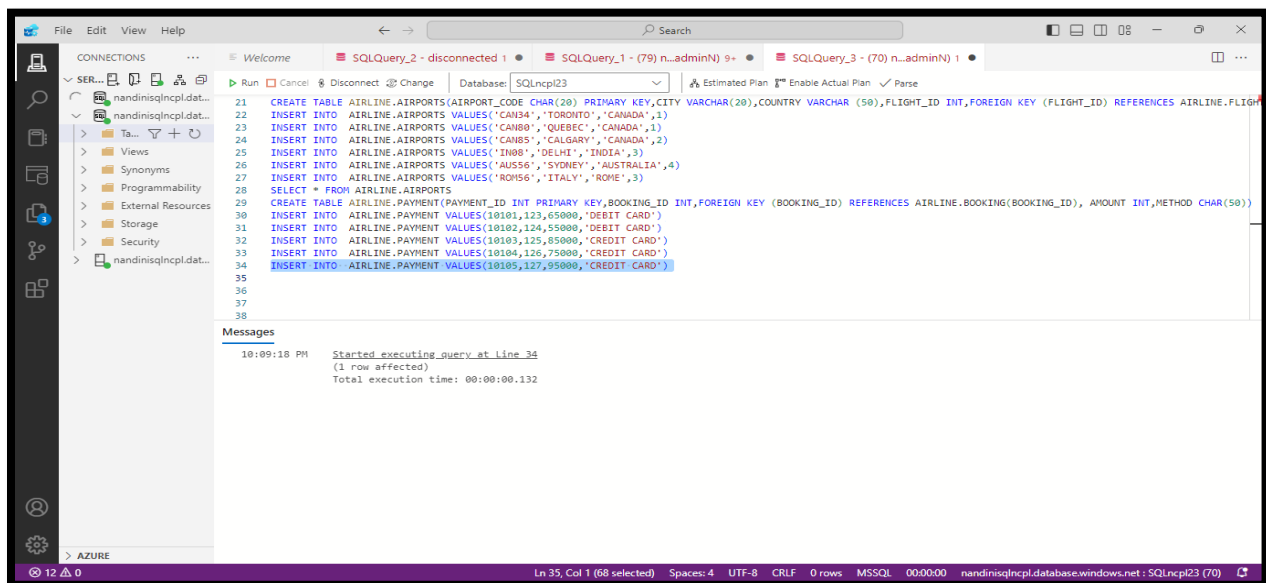 File Edit View Help
Search
CONNECTIONS ...
Welcome
SQLQuery_2 - disconnected 1
SQLQuery_1 - (79) n...adminN) 9+
SQLQuery_3 - (70) n...adminN) 1
SER...
Run Cancel Disconnect Change Database: SQLncpl23 Estimated Plan Enable Actual Plan Parse
nandinisqlncpl.dat...
nandinisqlncpl.dat...
Ta...
Views
Synonyms
Programmability
External Resources
Storage
Security
nandinisqlncpl.dat...
21 CREATE TABLE AIRLINE.AIRPORTS(AIRPORT_CODE CHAR(20) PRIMARY KEY,CITY VARCHAR(20),COUNTRY VARCHAR (50),FLIGHT_ID INT,FOREIGN KEY (FLIGHT_ID) REFERENCES AIRLINE.FLIGH
22 INSERT INTO AIRLINE.AIRPORTS VALUES('CAN34','TORONTO','CANADA',1)
23 INSERT INTO AIRLINE.AIRPORTS VALUES('CAN80','QUEBEC','CANADA',1)
24 INSERT INTO AIRLINE.AIRPORTS VALUES('CAN85','CALGARY','CANADA',2)
25 INSERT INTO AIRLINE.AIRPORTS VALUES('IN08','DELHI','INDIA',3)
26 INSERT INTO AIRLINE.AIRPORTS VALUES('AUS56','SYDNEY','AUSTRALIA',4)
27 INSERT INTO AIRLINE.AIRPORTS VALUES('ROM56','ITALY','ROME',3)
28 SELECT * FROM AIRLINE.AIRPORTS
29 CREATE TABLE AIRLINE.PAYMENT(PAYMENT_ID INT PRIMARY KEY,BOOKING_ID INT,FOREIGN KEY (BOOKING_ID) REFERENCES AIRLINE.BOOKING(BOOKING_ID), AMOUNT INT,METHOD CHAR(50))
30 INSERT INTO AIRLINE.PAYMENT VALUES(10101,123,65000,'DEBIT CARD')
31 INSERT INTO AIRLINE.PAYMENT VALUES(10102,124,55000,'DEBIT CARD')
32 INSERT INTO AIRLINE.PAYMENT VALUES(10103,125,85000,'CREDIT CARD')
33 INSERT INTO AIRLINE.PAYMENT VALUES(10104,126,75000,'CREDIT CARD')
34 INSERT INTO AIRLINE.PAYMENT VALUES(10105,127,95000,'CREDIT CARD')
35
36
37
38
Messages
10:09:18 PM Started executing query at Line 34
(1 row affected)
Total execution time: 00:00:00.132
3
AZURE
12 0
Ln 35, Col 1 (68 selected) Spaces: 4 UTF-8 CRLF 0 rows MSSQL 00:00:00 nandinisqlncpl.database.windows.net : SQLncpl23 (70)